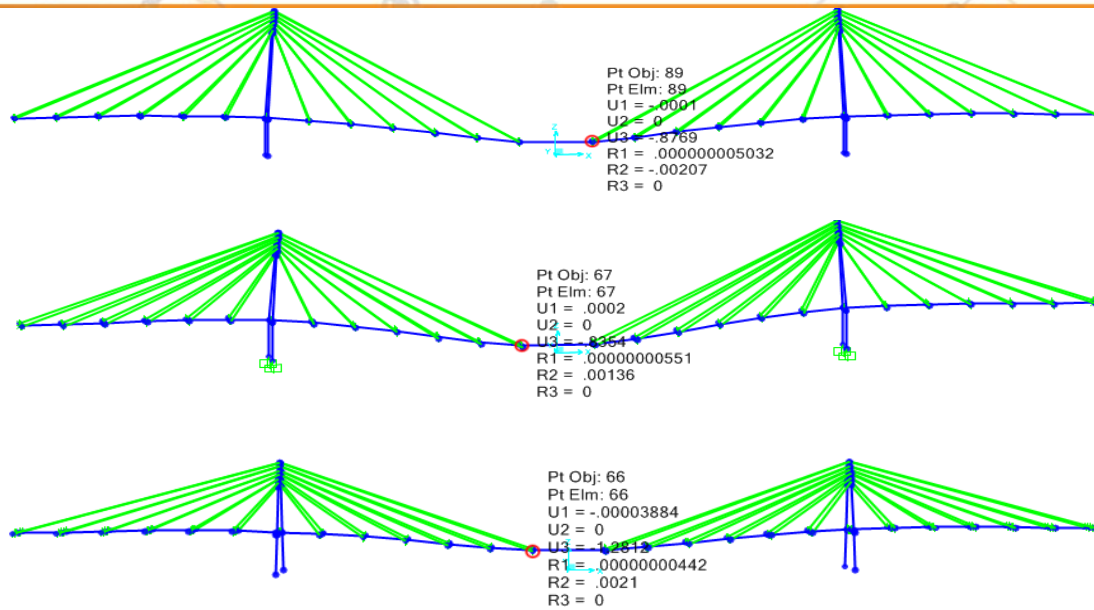 Pt Obj: 89
Pt Elm: 89
U1 = -.0001
U2 = 0
U3 = -.8769
R1 = .000000005032
R2 = -.00207
R3 = 0
Z
Y
X
Pt Obj: 67
Pt Elm: 67
U1 = .0002
U2 = 0
U3 = -.8354
R1 = .00000000551
R2 = .00136
R3 = 0
Pt Obj: 66
Pt Elm: 66
U1 = -.00003884
U2 = 0
U3 = -1.2812
R1 = .00000000442
R2 = .0021
R3 = 0